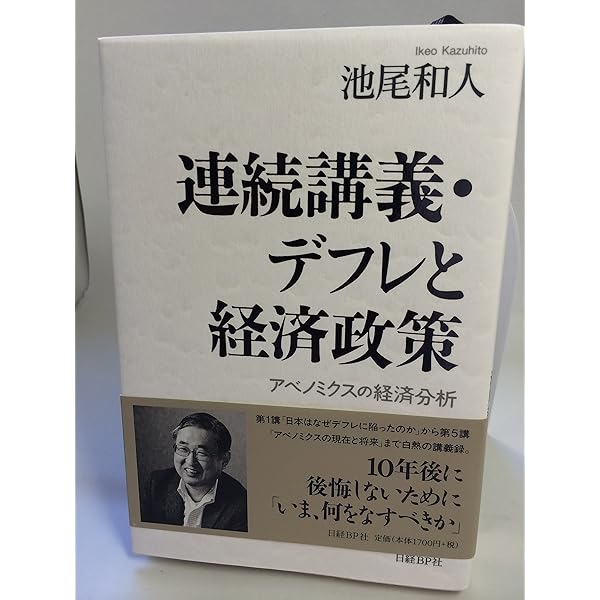 Ikeo Kazuhito
池尾和人
連続講義・
デフレと
経済政策
アベノミクスの経済分析
第1講「日本はなぜデフレに陥ったのか」から第5講
「アベノミクスの現在と将来」まで白熱の講義録。
10年後に
後悔しないために
「いま、何をなすべきか」
日経BP社 定価(本体1700円+税)
日経BP社